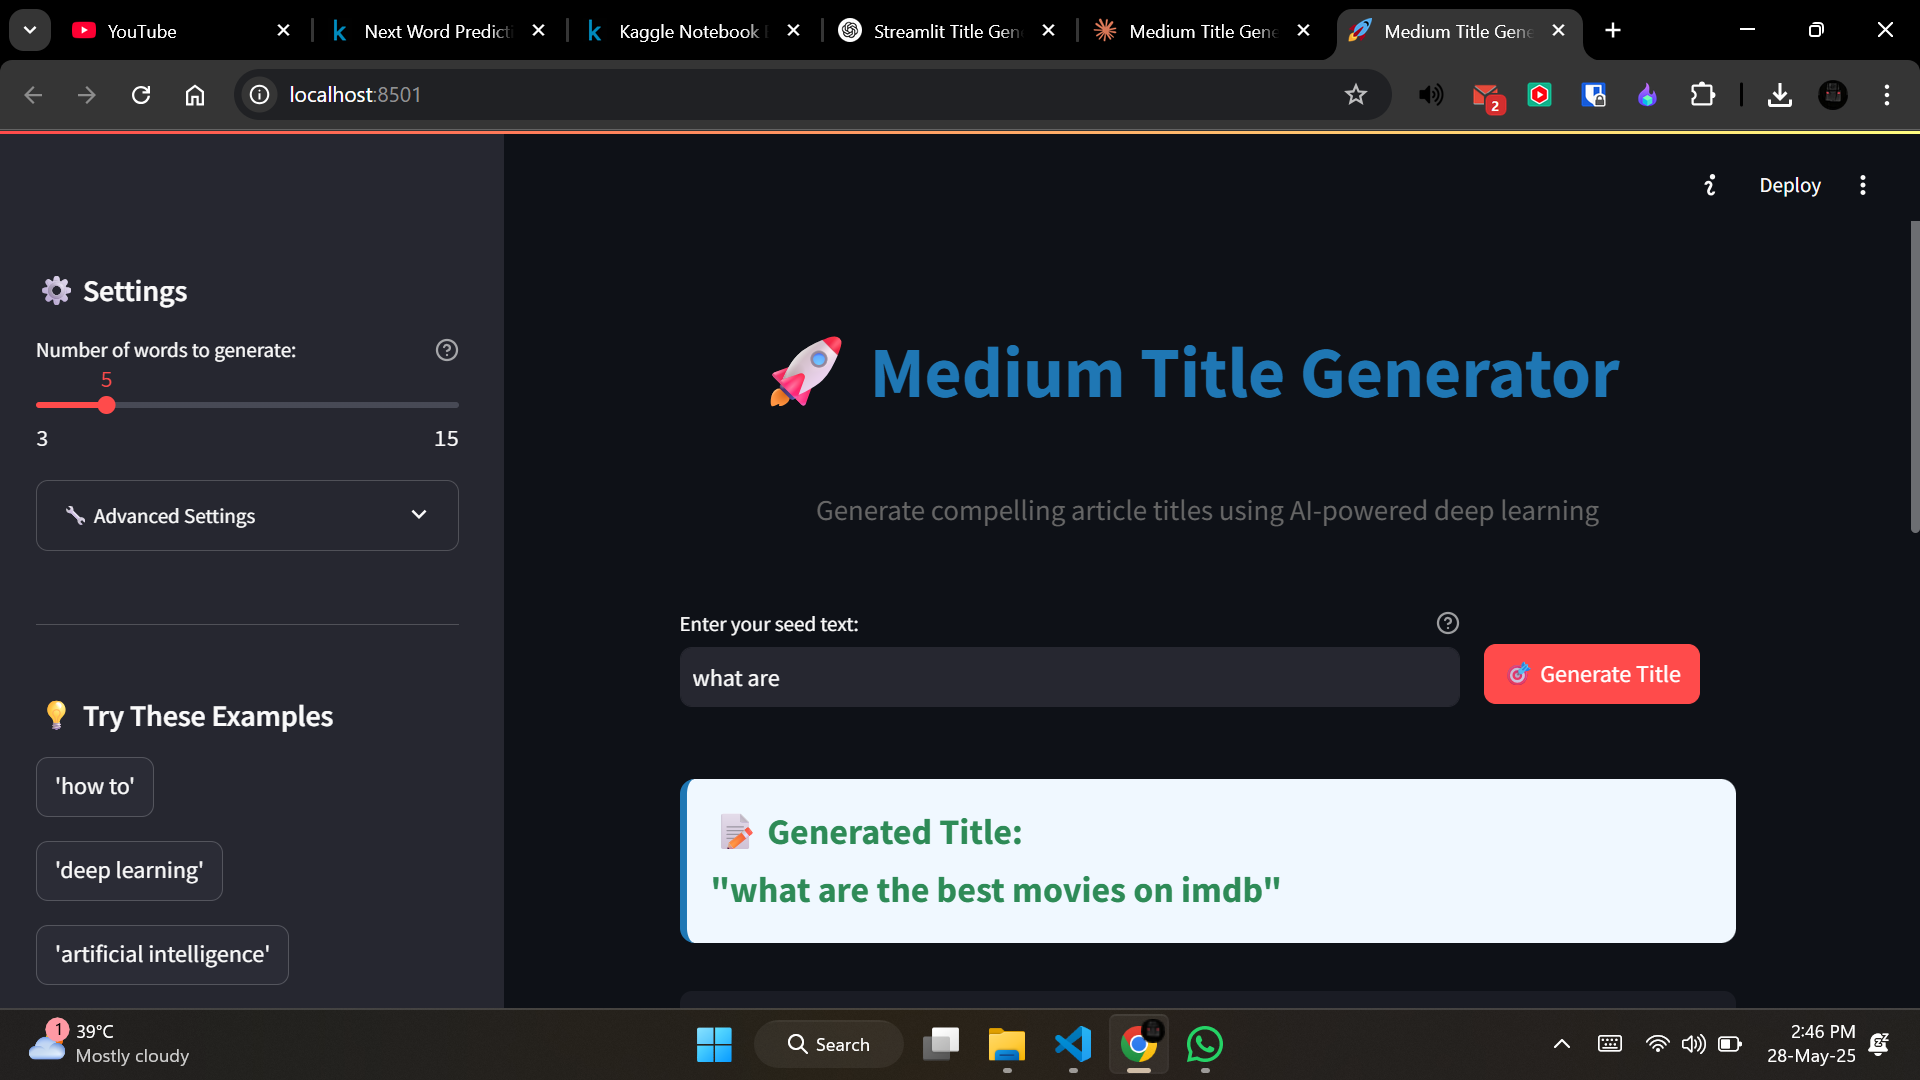 YouTube
Next Word Predicti
Kaggle Notebook
Streamlit Title Gen
Medium Title Gene
Medium Title Gene
localhost:8501
2
Deploy
Settings
Number of words to generate:
5
3
15
Advanced Settings
Try These Examples
'how to'
'deep learning'
'artificial intelligence'
Medium Title Generator
Generate compelling article titles using AI-powered deep learning
Enter your seed text:
what are
Generate Title
Generated Title:
"what are the best movies on imdb"
1
39°C
Mostly cloudy
Search
2:46 PM
28-May-25